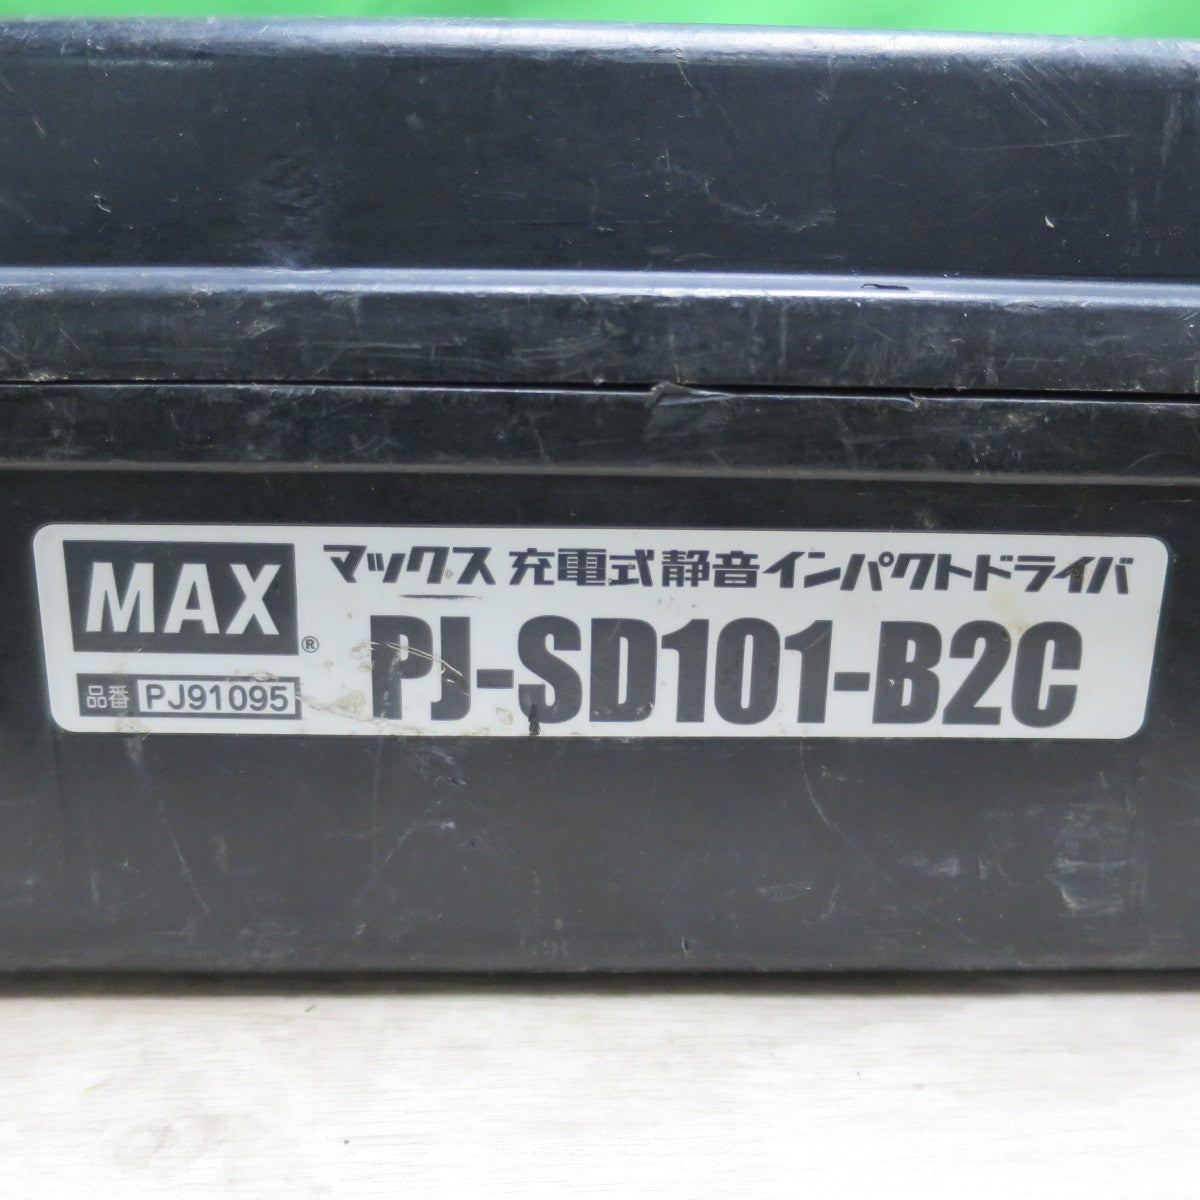 MAX®
マックス 充電式静音インパクトドライバ
PJ-SD101-B2C
品番 PJ91095